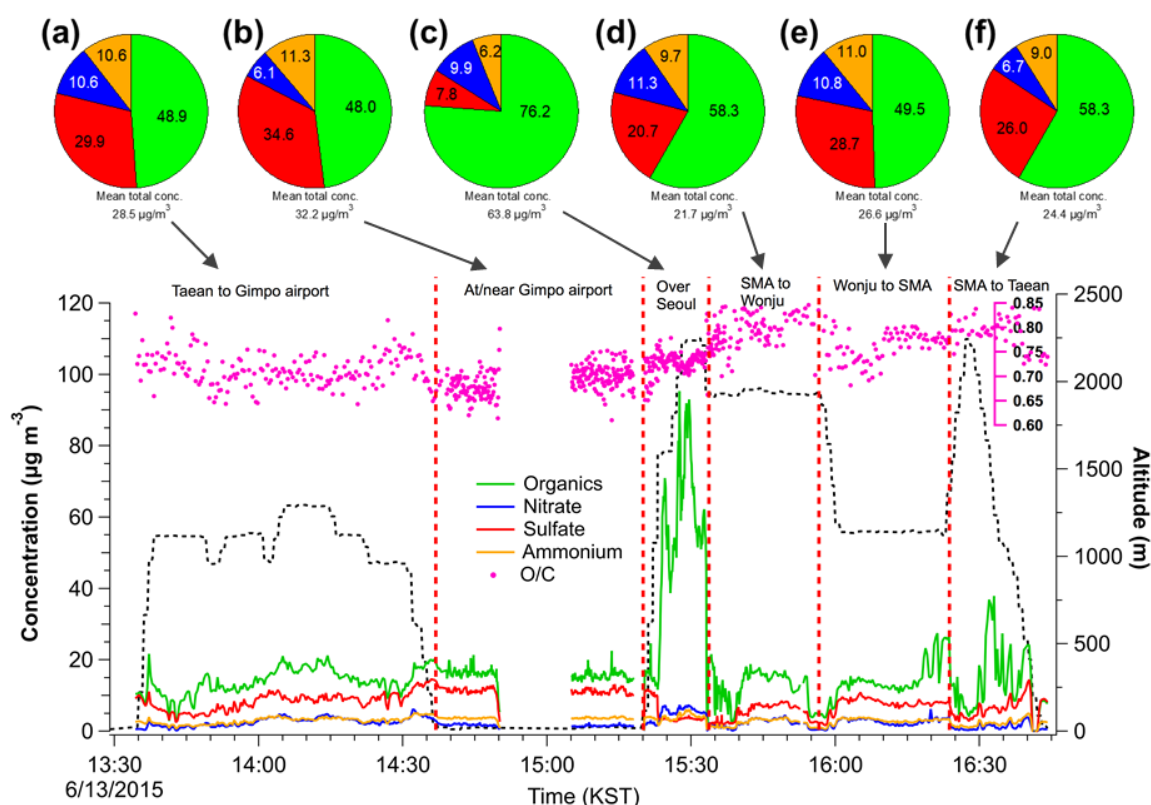 (a) (b) (c) (d) (e) (f)
10.6 11.3 6.2 9.7 11.0 9.0
10.6 6.1 9.9 11.3 10.8 6.7
48.9 48.0 7.8 76.2 58.3 49.5 58.3
29.9 34.6 20.7 28.7 26.0
Mean total conc. Mean total conc. Mean total conc. Mean total conc. Mean total conc. Mean total conc.
28.5 µg/m³ 32.2 µg/m³ 63.8 µg/m³ 21.7 µg/m³ 26.6 µg/m³ 24.4 µg/m³
Taean to Gimpo airport
At/near Gimpo airport
Over
Seoul
SMA to
Wonju
Wonju to SMA
SMA to Taean
120
100
80
60
40
20
0
Concentration (µg m⁻³)
0.85
0.80
0.75
0.70
0.65
0.60
2500
2000
1500
1000
500
0
Altitude (m)
Organics
Nitrate
Sulfate
Ammonium
O/C
13:30 14:00 14:30 15:00 15:30 16:00 16:30
6/13/2015
Time (KST)